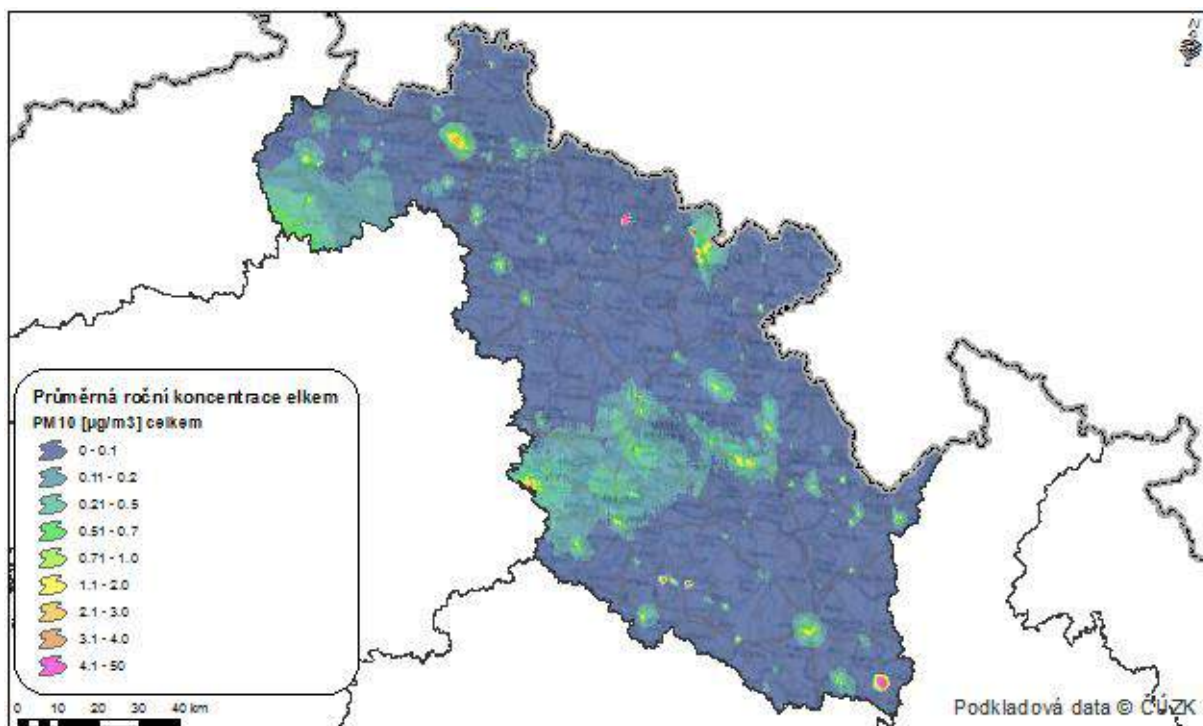 Průměrná roční koncentrace elkem
PM10 [µg/m3] celkem
0 - 0.1
0.11 - 0.2
0.21 - 0.5
0.51 - 0.7
0.71 - 1.0
1.1 - 2.0
2.1 - 3.0
3.1 - 4.0
4.1 - 50
0 10 20 30 40 km
Podkladová data © ČÚZK